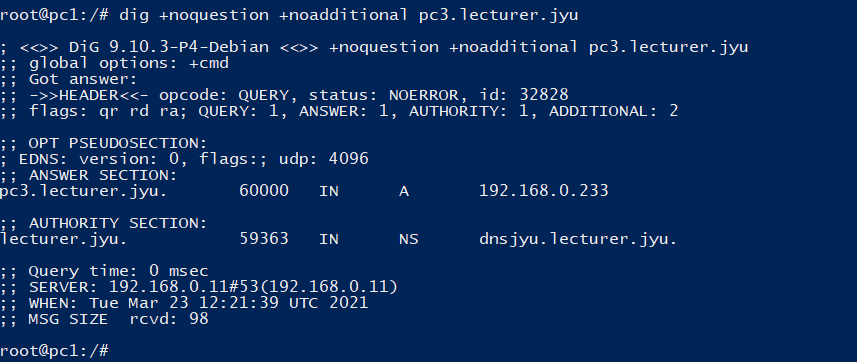 root@pc1:/# dig +noquestion +noadditional pc3.lecturer.jyu
; <<>> DiG 9.10.3-P4-Debian <<>> +noquestion +noadditional pc3.lecturer.jyu
;; global options: +cmd
;; Got answer:
;; ->>HEADER<<- opcode: QUERY, status: NOERROR, id: 32828
;; flags: qr rd ra; QUERY: 1, ANSWER: 1, AUTHORITY: 1, ADDITIONAL: 2
;; OPT PSEUDOSECTION:
; EDNS: version: 0, flags:; udp: 4096
;; ANSWER SECTION:
pc3.lecturer.jyu. 60000 IN A 192.168.0.233
;; AUTHORITY SECTION:
lecturer.jyu. 59363 IN NS dnsjyu.lecturer.jyu.
;; Query time: 0 msec
;; SERVER: 192.168.0.11#53(192.168.0.11)
;; WHEN: Tue Mar 23 12:21:39 UTC 2021
;; MSG SIZE rcvd: 98
root@pc1:/#